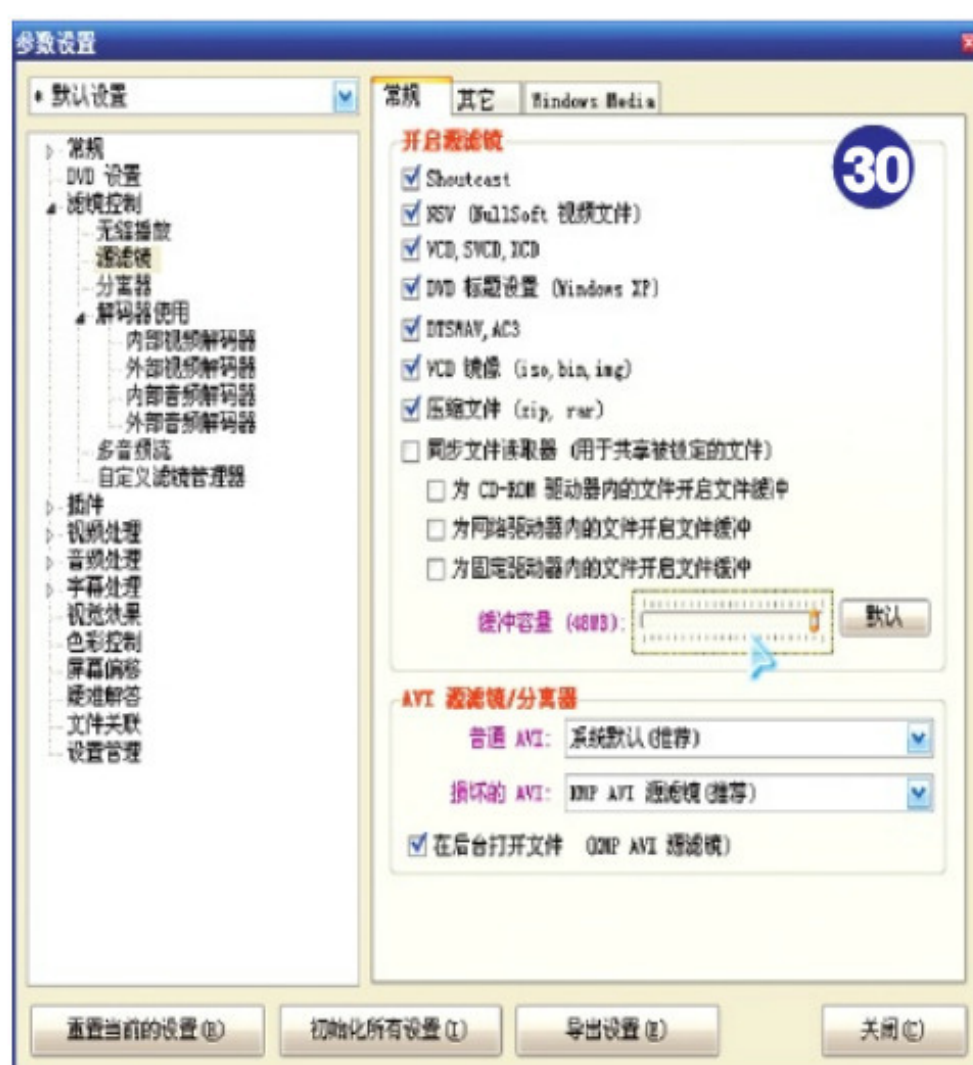 参数设置
默认设置
常规
DVD 设置
滤镜控制
无缝播放
源滤镜
分离器
解码器使用
内部视频解码器
外部视频解码器
内部音频解码器
外部音频解码器
多音频流
自定义滤镜管理器
插件
视频处理
音频处理
字幕处理
视觉效果
色彩控制
屏幕偏移
疑难解答
文件关联
设置管理
常规 其它 Windows Media
开启源滤镜
30
Shoutcast
NSV (NullSoft 视频文件)
VCD, SVCD, XCD
DVD 标题设置 (Windows XP)
DTSWAV, AC3
VCD 镜像 (iso, bin, img)
压缩文件 (zip, rar)
同步文件读取器 (用于共享被锁定的文件)
为 CD-ROM 驱动器内的文件开启文件缓冲
为网络驱动器内的文件开启文件缓冲
为固定驱动器内的文件开启文件缓冲
缓冲容量 (48MB): 默认
AVI 源滤镜/分离器
普通 AVI: 系统默认(推荐)
损坏的 AVI: KMP AVI 源滤镜(推荐)
在后台打开文件 (KMP AVI 源滤镜)
重置当前的设置(R) 初始化所有设置(I) 导出设置(E) 关闭(C)